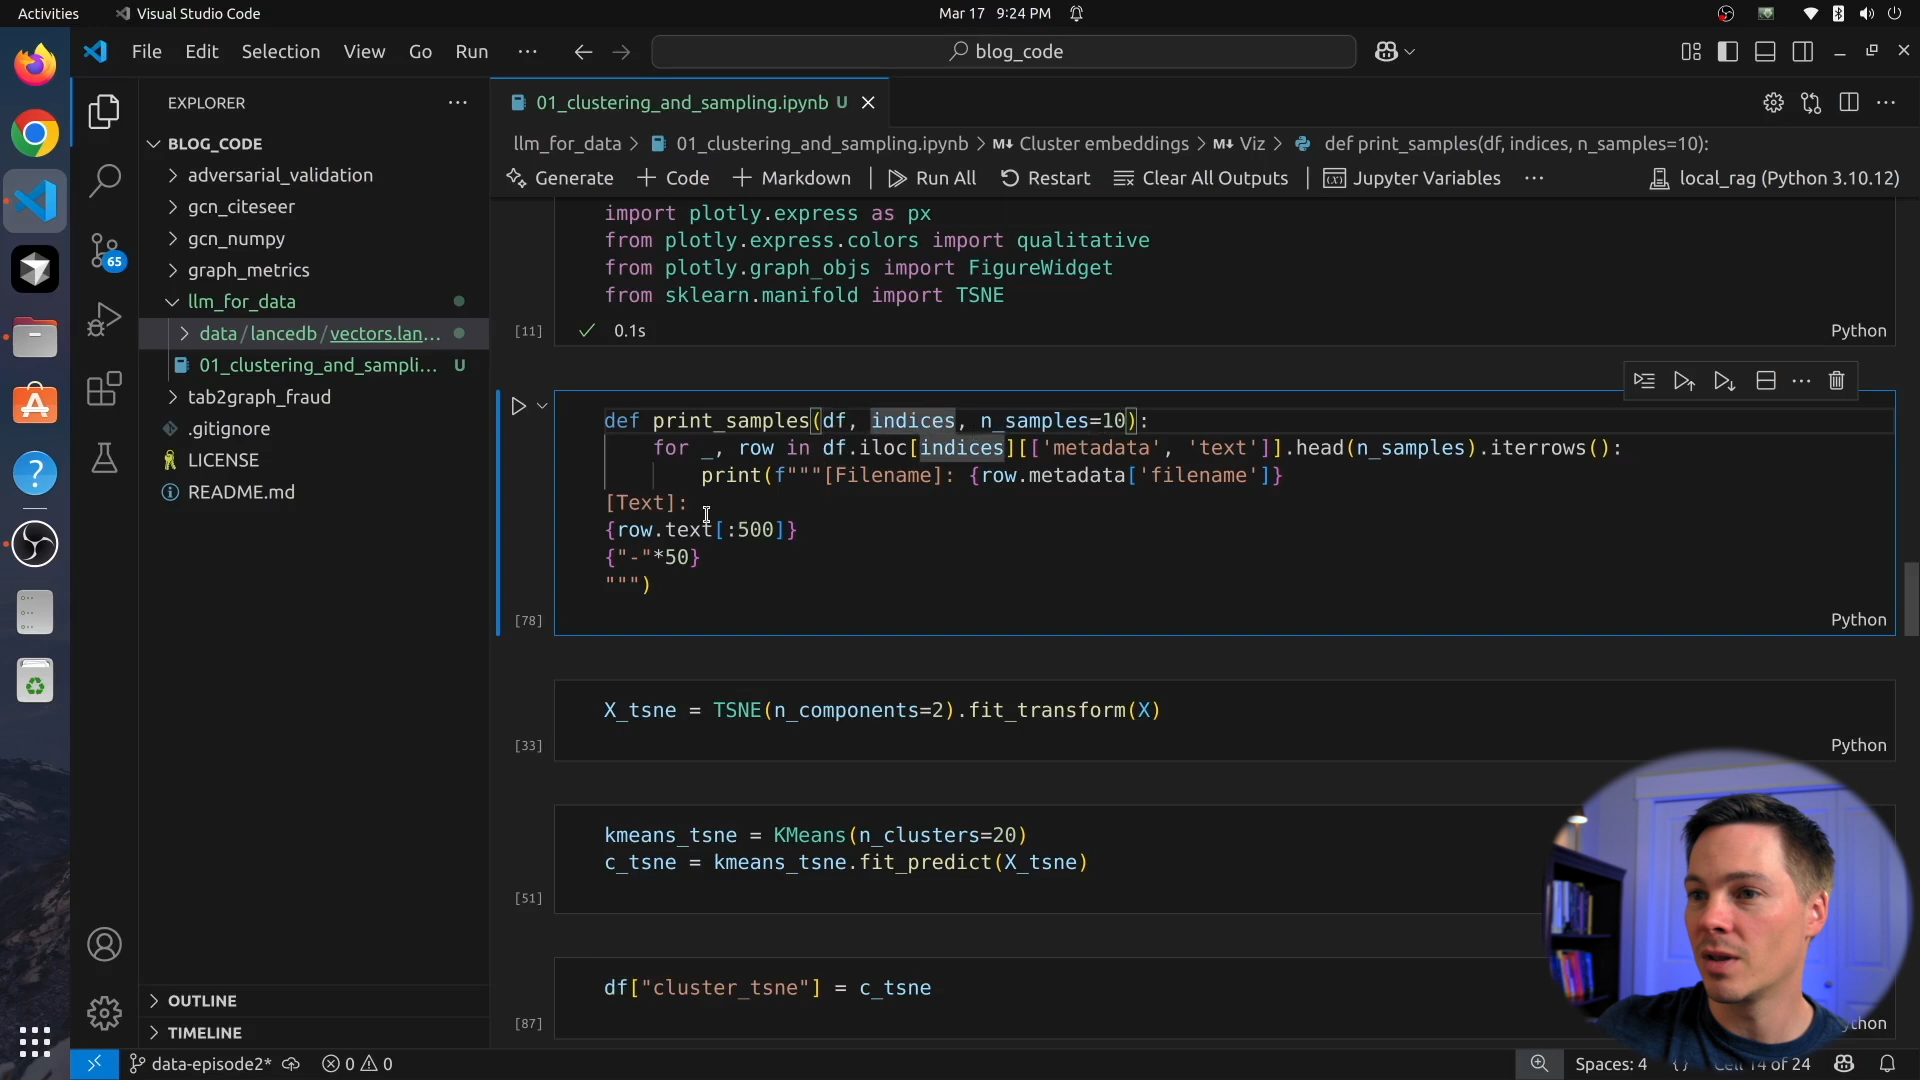 Activities
Visual Studio Code
Mar 17 9:24 PM
File Edit Selection View Go Run
blog_code
EXPLORER
01_clustering_and_sampling.ipynb U
BLOG_CODE
llm_for_data > 01_clustering_and_sampling.ipynb > M↓ Cluster embeddings > M↓ Viz > def print_samples(df, indices, n_samples=10):
Generate + Code + Markdown Run All Restart Clear All Outputs Jupyter Variables ... local_rag (Python 3.10.12)
adversarial_validation
gcn_citeseer
gcn_numpy
graph_metrics
llm_for_data
data/lancedb/vectors.lan...
01_clustering_and_sampli... U
tab2graph_fraud
.gitignore
LICENSE
README.md
65
import plotly.express as px
from plotly.express.colors import qualitative
from plotly.graph_objs import FigureWidget
from sklearn.manifold import TSNE
[11] 0.1s Python
def print_samples(df, indices, n_samples=10):
for _, row in df.iloc[indices][['metadata', 'text']].head(n_samples).iterrows():
print(f"""[Filename]: {row.metadata['filename']}
[Text]:
{row.text[:500]}
{"-"*50}
""")
[78] Python
X_tsne = TSNE(n_components=2).fit_transform(X)
[33] Python
kmeans_tsne = KMeans(n_clusters=20)
c_tsne = kmeans_tsne.fit_predict(X_tsne)
[51]
df["cluster_tsne"] = c_tsne
[87] thon
OUTLINE
TIMELINE
data-episode2* 0 0 Spaces: 4 Cell 14 of 24